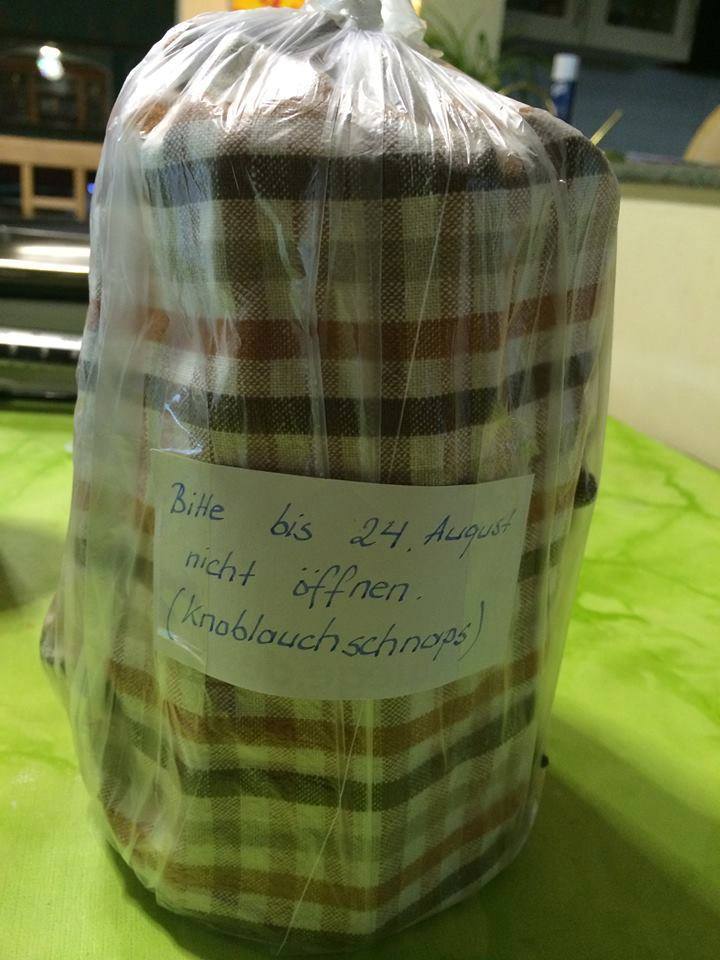 Bitte bis 24. August
nicht öffnen.
(Knoblauchschnaps)